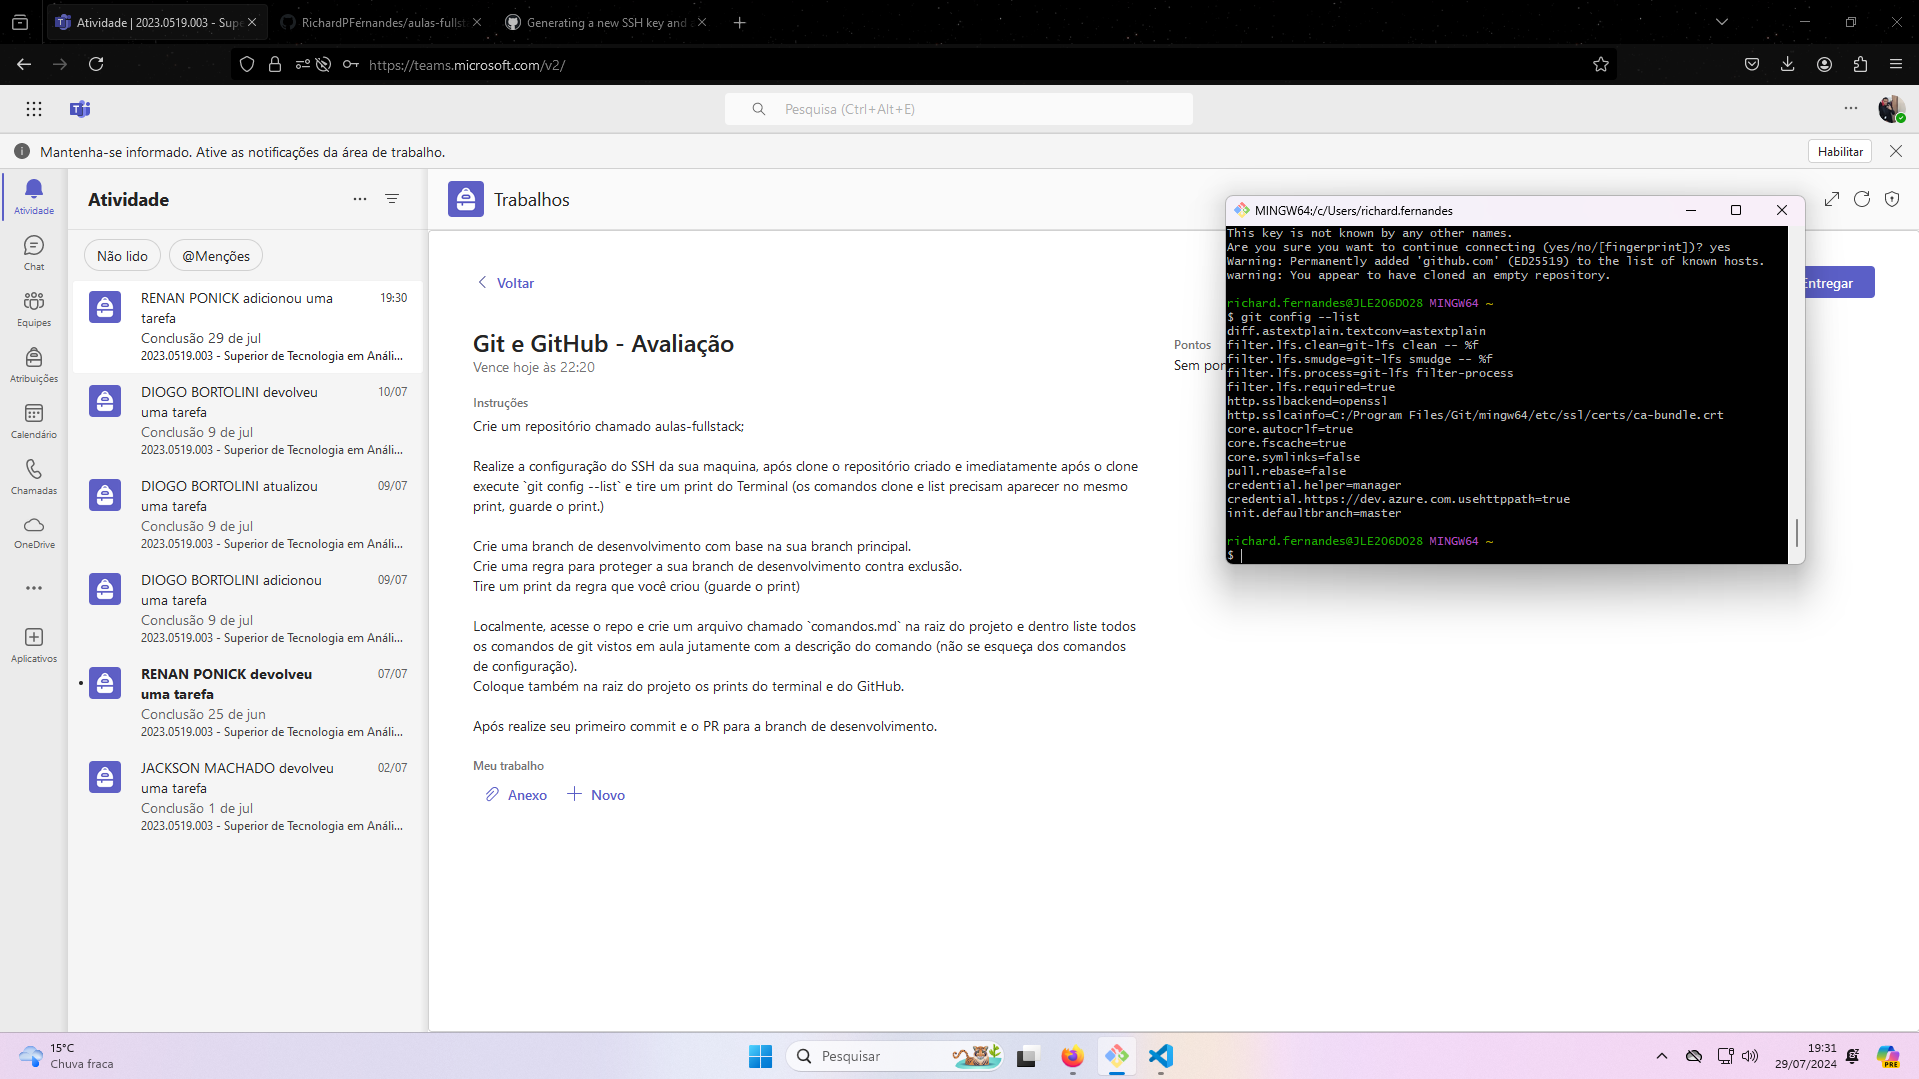 Atividade | 2023.0519.003 - Supe
RichardPFernandes/aulas-fullst
Generating a new SSH key and
https://teams.microsoft.com/v2/
Pesquisa (Ctrl+Alt+E)
Mantenha-se informado. Ative as notificações da área de trabalho.
Habilitar
Atividade
Chat
Equipes
Atribuições
Calendário
Chamadas
OneDrive
Aplicativos
Atividade
Não lido
@Menções
RENAN PONICK adicionou uma
19:30
tarefa
Conclusão 29 de jul
2023.0519.003 - Superior de Tecnologia em Análi...
DIOGO BORTOLINI devolveu
10/07
uma tarefa
Conclusão 9 de jul
2023.0519.003 - Superior de Tecnologia em Análi...
DIOGO BORTOLINI atualizou
09/07
uma tarefa
Conclusão 9 de jul
2023.0519.003 - Superior de Tecnologia em Análi...
DIOGO BORTOLINI adicionou
09/07
uma tarefa
Conclusão 9 de jul
2023.0519.003 - Superior de Tecnologia em Análi...
RENAN PONICK devolveu
07/07
uma tarefa
Conclusão 25 de jun
2023.0519.003 - Superior de Tecnologia em Análi...
JACKSON MACHADO devolveu
02/07
uma tarefa
Conclusão 1 de jul
2023.0519.003 - Superior de Tecnologia em Análi...
Trabalhos
Voltar
Entregar
Git e GitHub - Avaliação
Vence hoje às 22:20
Pontos
Sem pon
Instruções
Crie um repositório chamado aulas-fullstack;
Realize a configuração do SSH da sua maquina, após clone o repositório criado e imediatamente após o clone
execute `git config --list` e tire um print do Terminal (os comandos clone e list precisam aparecer no mesmo
print, guarde o print.)
Crie uma branch de desenvolvimento com base na sua branch principal.
Crie uma regra para proteger a sua branch de desenvolvimento contra exclusão.
Tire um print da regra que você criou (guarde o print)
Localmente, acesse o repo e crie um arquivo chamado `comandos.md` na raiz do projeto e dentro liste todos
os comandos de git vistos em aula jutamente com a descrição do comando (não se esqueça dos comandos
de configuração).
Coloque também na raiz do projeto os prints do terminal e do GitHub.
Após realize seu primeiro commit e o PR para a branch de desenvolvimento.
Meu trabalho
Anexo
Novo
MINGW64:/c/Users/richard.fernandes
This key is not known by any other names.
Are you sure you want to continue connecting (yes/no/[fingerprint])? yes
Warning: Permanently added 'github.com' (ED25519) to the list of known hosts.
warning: You appear to have cloned an empty repository.
richard.fernandes@JLE206D028 MINGW64 ~
$ git config --list
diff.astextplain.textconv=astextplain
filter.lfs.clean=git-lfs clean -- %f
filter.lfs.smudge=git-lfs smudge -- %f
filter.lfs.process=git-lfs filter-process
filter.lfs.required=true
http.sslbackend=openssl
http.sslcainfo=C:/Program Files/Git/mingw64/etc/ssl/certs/ca-bundle.crt
core.autocrlf=true
core.fscache=true
core.symlinks=false
pull.rebase=false
credential.helper=manager
credential.https://dev.azure.com.usehttppath=true
init.defaultbranch=master
richard.fernandes@JLE206D028 MINGW64 ~
$
15°C
Chuva fraca
Pesquisar
19:31
29/07/2024
PRE